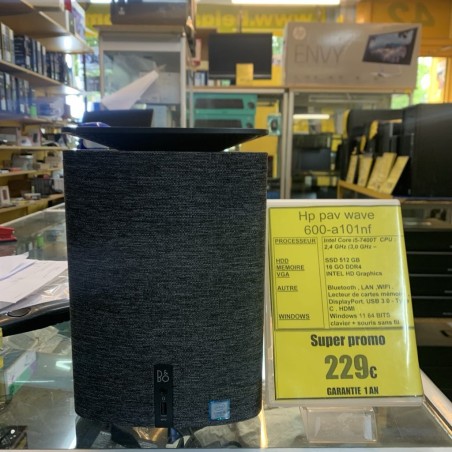 hp
ENVY
Hp pav wave
600-a101nf
PROCESSEUR Intel Core i5-7400T CPU
2,4 GHz /3,0 GHz ~
HDD SSD 512 GB
MEMOIRE 16 GO DDR4
VGA INTEL HD Graphics
AUTRE Bluetooth , LAN ,WIFI
Lecteur de cartes mémoi
DisplayPort, USB 3.0 - Ty
C , HDMI
WINDOWS Windows 11 64 BITS
clavier + souris sans fil
Super promo
229€
GARANTIE 1 AN
B&O